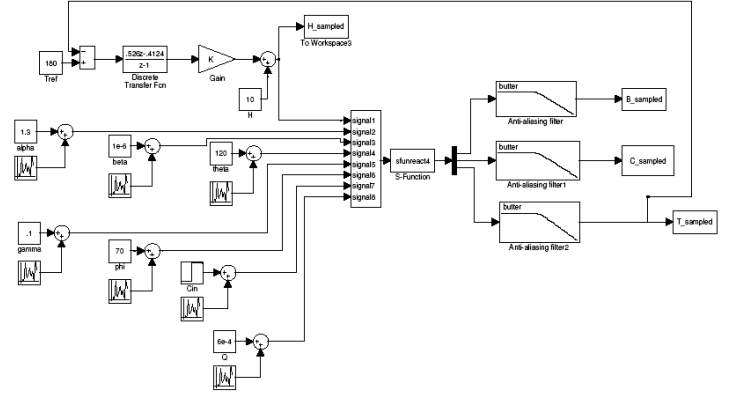 H_sampled
To Workspace3
180
Tref
-
+
.526z-.4124
z-1
Discrete
Transfer Fcn
K
Gain
+
+
10
H
butter
Anti-aliasing filter
B_sampled
1.3
alpha
+
+
1e-6
beta
+
+
120
theta
+
+
signal1
signal2
signal3
signal4
signal5
signal6
signal7
signal8
sfunreact4
S-Function
butter
Anti-aliasing filter1
C_sampled
butter
Anti-aliasing filter2
T_sampled
.1
gamma
+
+
70
phi
+
+
Cin
+
+
6e-4
Q
+
+